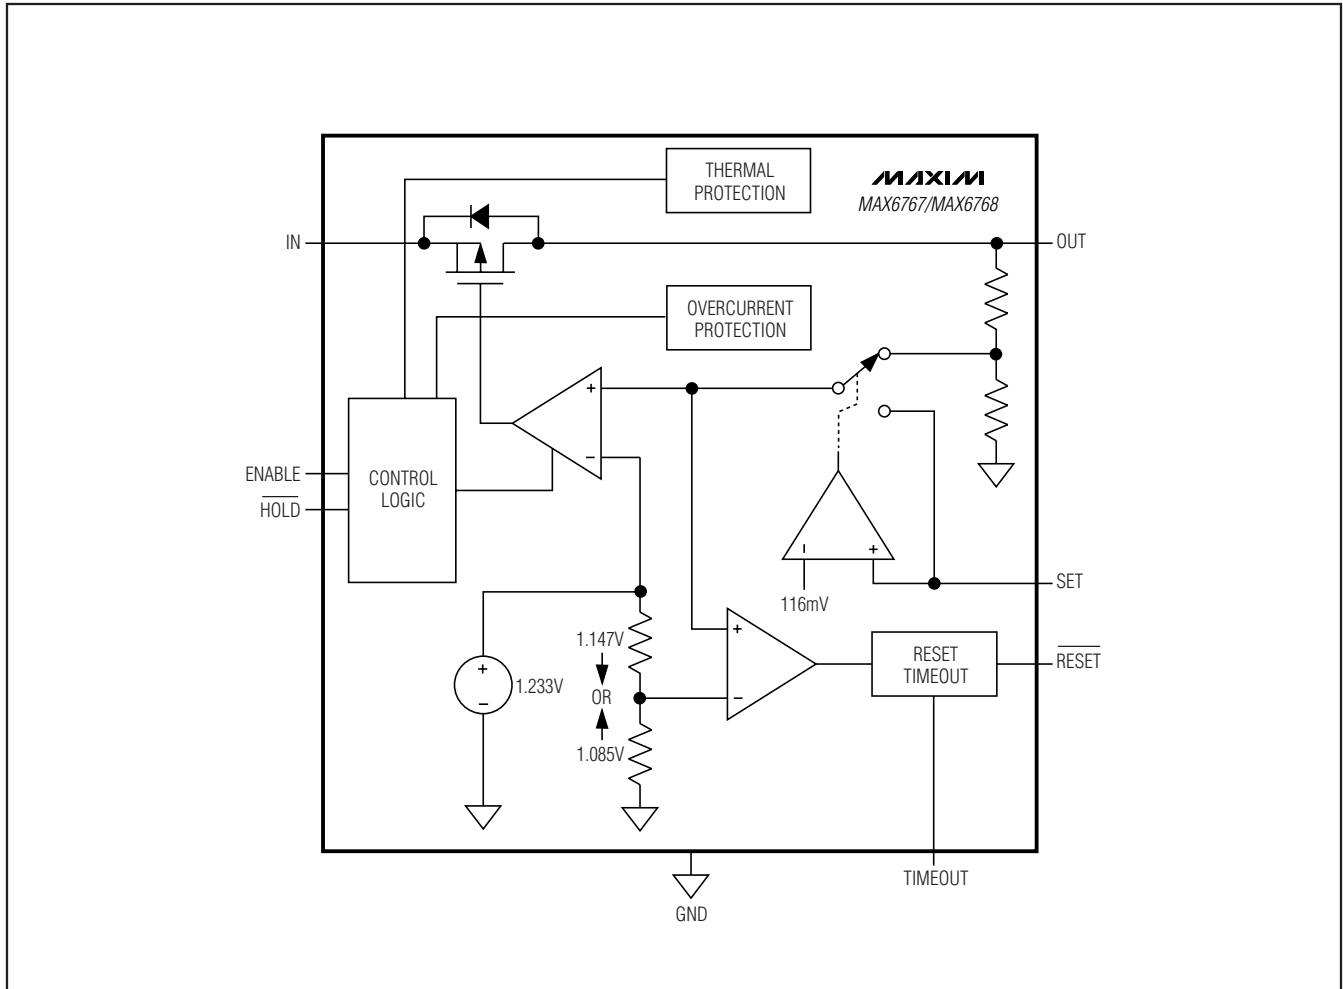 THERMAL
PROTECTION
MAXIM
MAX6767/MAX6768
IN
OUT
OVERCURRENT
PROTECTION
+
−
ENABLE
HOLD
CONTROL
LOGIC
−
+
116mV
SET
1.147V
OR
1.085V
+
−
1.233V
+
−
RESET
TIMEOUT
RESET
TIMEOUT
GND